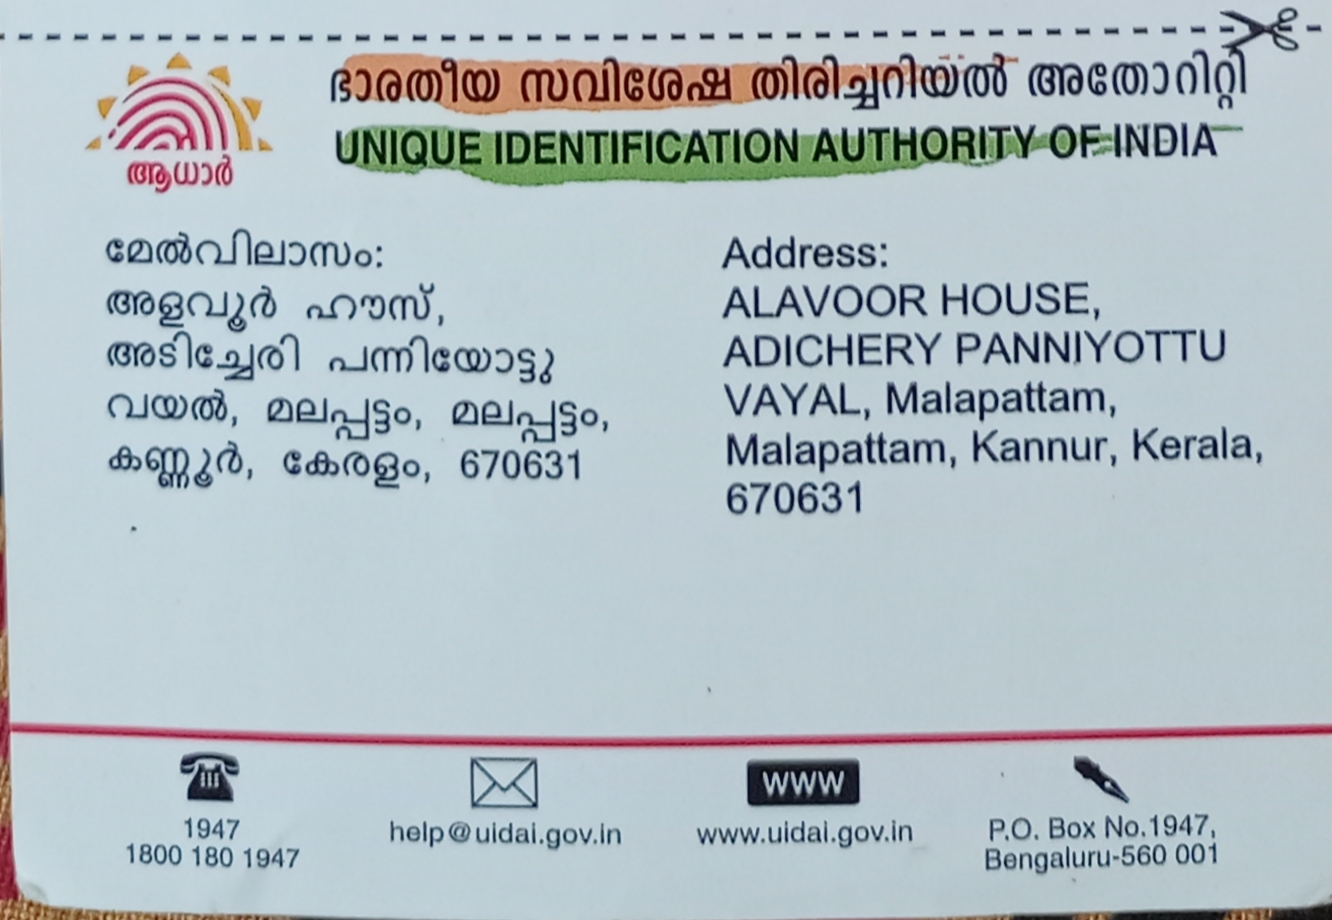 ഭാരതീയ സവിശേഷ തിരിച്ചറിയൽ അതോറിറ്റി
UNIQUE IDENTIFICATION AUTHORITY OF INDIA
ആധാർ
മേൽവിലാസം:
അളവൂർ ഹൗസ്,
അടിച്ചേരി പന്നിയോട്ടു
വയൽ, മലപ്പട്ടം, മലപ്പട്ടം,
കണ്ണൂർ, കേരളം, 670631
Address:
ALAVOOR HOUSE,
ADICHERY PANNIYOTTU
VAYAL, Malapattam,
Malapattam, Kannur, Kerala,
670631
1947
1800 180 1947
help@uidai.gov.in
www
www.uidai.gov.in
P.O. Box No.1947,
Bengaluru-560 001